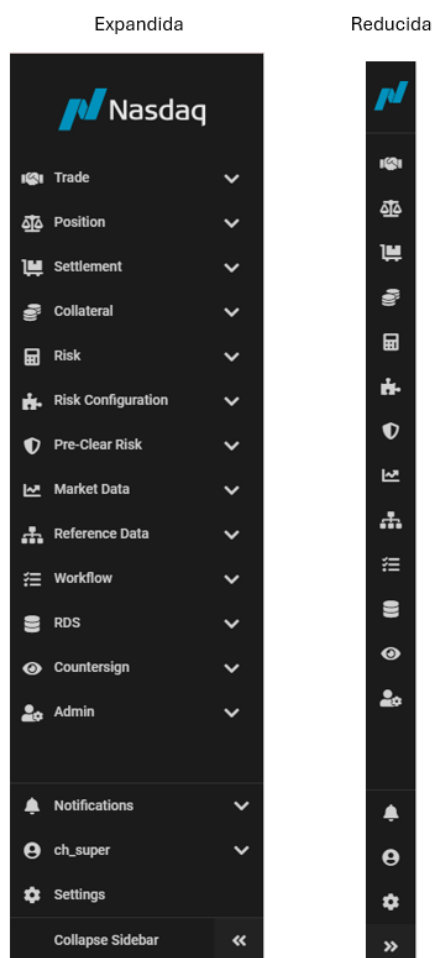 Expandida
Reducida
Nasdaq
Trade
Position
Settlement
Collateral
Risk
Risk Configuration
Pre-Clear Risk
Market Data
Reference Data
Workflow
RDS
Countersign
Admin
Notifications
ch_super
Settings
Collapse Sidebar